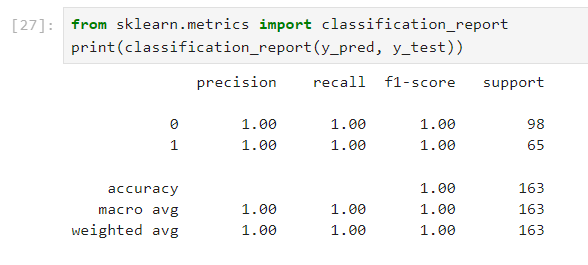 [27]: from sklearn.metrics import classification_report
print(classification_report(y_pred, y_test))
precision recall f1-score support
0 1.00 1.00 1.00 98
1 1.00 1.00 1.00 65
accuracy 1.00 163
macro avg 1.00 1.00 1.00 163
weighted avg 1.00 1.00 1.00 163